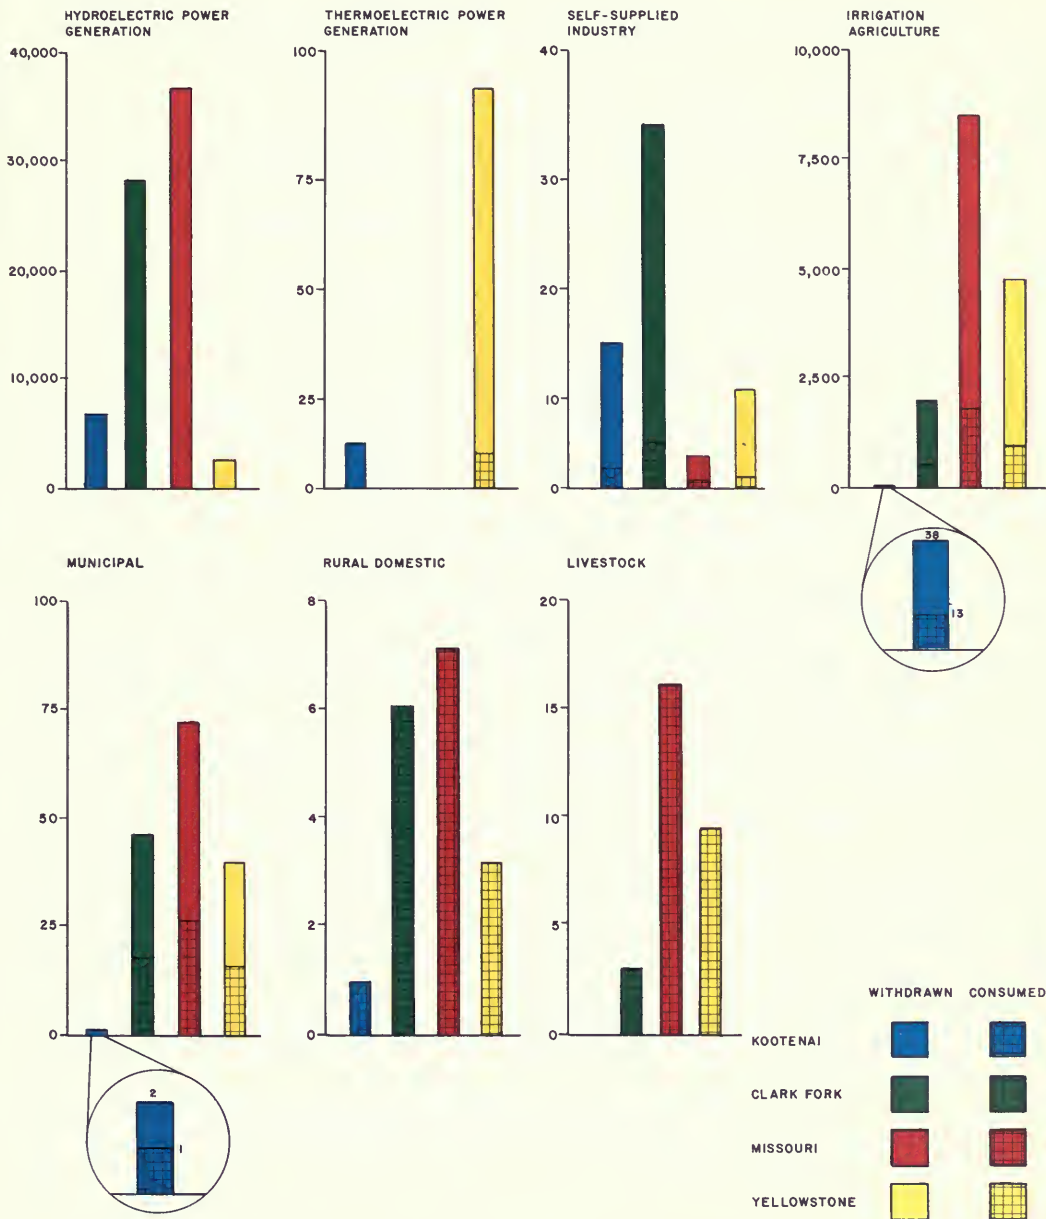 HYDROELECTRIC POWER
GENERATION
40,000
30,000
20,000
10,000
0
THERMOELECTRIC POWER
GENERATION
100
75
50
25
0
SELF-SUPPLIED
INDUSTRY
40
30
20
10
0
IRRIGATION
AGRICULTURE
10,000
7,500
5,000
2,500
0
38
13
MUNICIPAL
100
75
50
25
0
2
1
RURAL DOMESTIC
8
6
4
2
0
LIVESTOCK
20
15
10
5
0
WITHDRAWN CONSUMED
KOOTENAI
CLARK FORK
MISSOURI
YELLOWSTONE